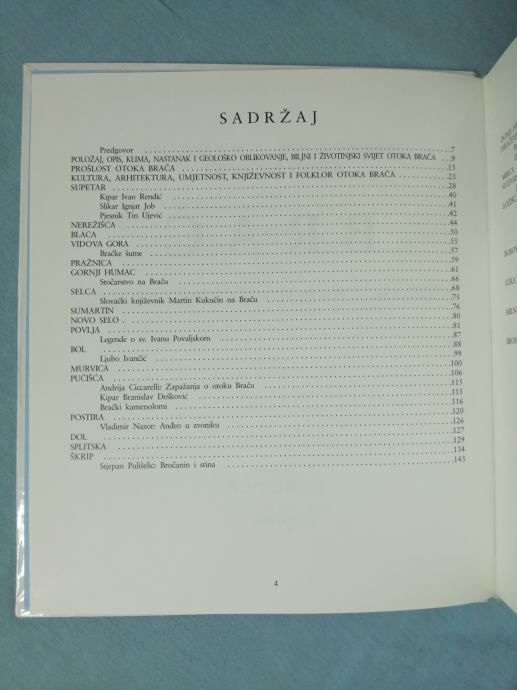 SADRŽAJ
Predgovor 7
POLOŽAJ, OPIS, KLIMA, NASTANAK I GEOLOŠKO OBLIKOVANJE, BILJNI I ŽIVOTINJSKI SVIJET OTOKA BRAČA 9
PROŠLOST OTOKA BRAČA 13
KULTURA, ARHITEKTURA, UMJETNOST, KNJIŽEVNOST I FOLKLOR OTOKA BRAČA 21
SUPETAR 28
Kipar Ivan Rendić 40
Slikar Ignjat Job 41
Pjesnik Tin Ujević 42
NEREŽIŠĆA 44
BLACA 50
VIDOVA GORA 55
Bračke šume 57
PRAŽNICA 59
GORNJI HUMAC 61
Stočarstvo na Braču 66
SELCA 68
Slovački književnik Martin Kukučin na Braču 73
SUMARTIN 76
NOVO SELO 80
POVLJA 81
Legende o sv. Ivanu Povaljskom 87
BOL 88
Ljubo Ivančić 99
MURVICA 100
PUČIŠĆA 106
Andrija Ciccarelli: Zapažanja o otoku Braču 115
Kipar Branislav Dešković 115
Brački kamenolomi 116
POSTIRA 120
Vladimir Nazor: Anđeo u zvoniku 126
DOL 127
SPLITSKA 129
ŠKRIP 134
Stjepan Pulišelić: Bročanin i stina 143
4